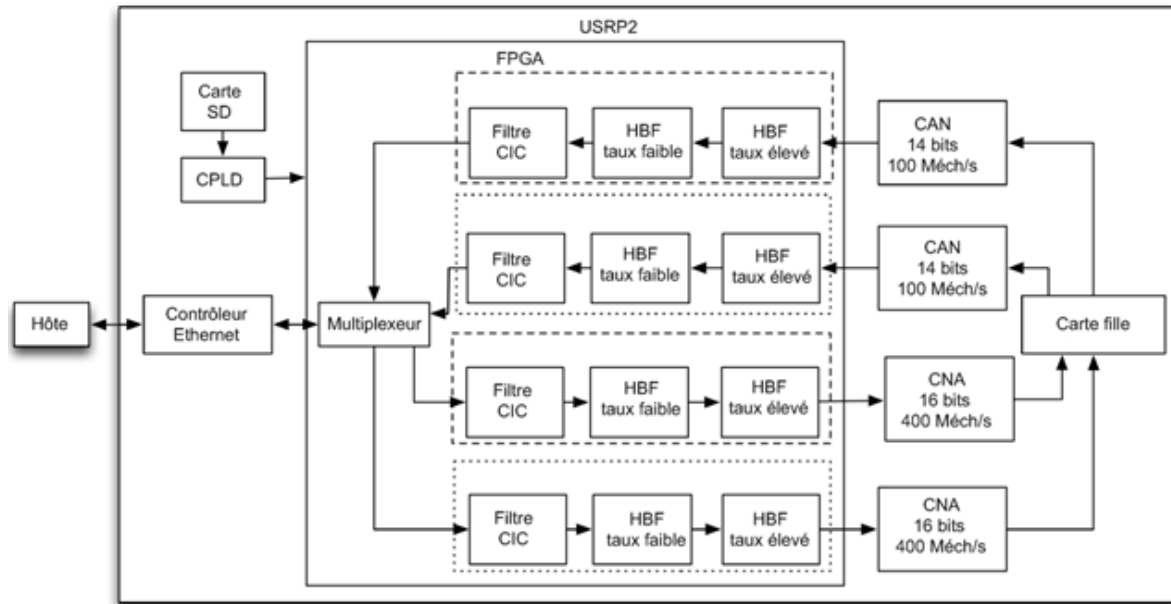 USRP2
FPGA
Carte
SD
CPLD
Filtre
CIC
HBF
taux faible
HBF
taux élevé
CAN
14 bits
100 Méch/s
Filtre
CIC
HBF
taux faible
HBF
taux élevé
CAN
14 bits
100 Méch/s
Hôte
Contrôleur
Ethernet
Multiplexeur
Carte fille
Filtre
CIC
HBF
taux faible
HBF
taux élevé
CNA
16 bits
400 Méch/s
Filtre
CIC
HBF
taux faible
HBF
taux élevé
CNA
16 bits
400 Méch/s